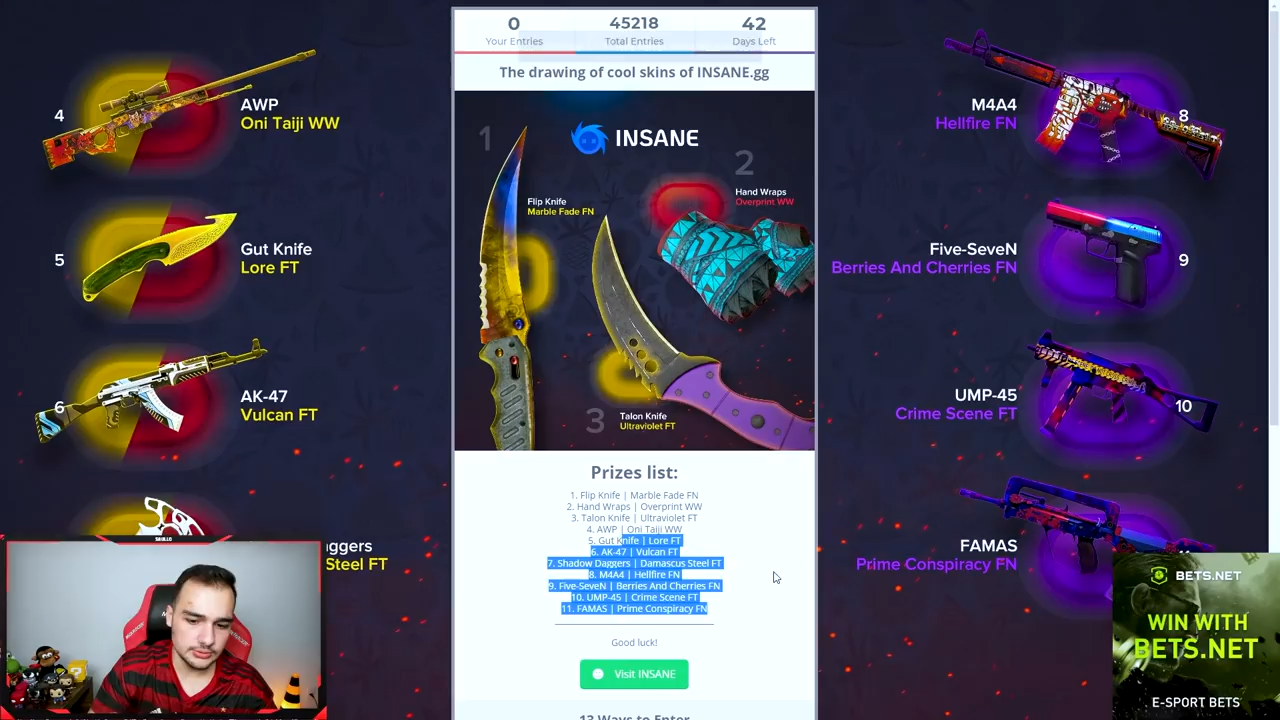 0
Your Entries
45218
Total Entries
42
Days Left
The drawing of cool skins of INSANE.gg
1
INSANE
2
Flip Knife
Marble Fade FN
Hand Wraps
Overprint WW
3
Talon Knife
Ultraviolet FT
4
AWP
Oni Taiji WW
5
Gut Knife
Lore FT
6
AK-47
Vulcan FT
aggers
Steel FT
M4A4
Hellfire FN
8
Five-SeveN
Berries And Cherries FN
9
UMP-45
Crime Scene FT
10
FAMAS
Prime Conspiracy FN
Prizes list:
1. Flip Knife | Marble Fade FN
2. Hand Wraps | Overprint WW
3. Talon Knife | Ultraviolet FT
4. AWP | Oni Taiji WW
5. Gut Knife | Lore FT
6. AK-47 | Vulcan FT
7. Shadow Daggers | Damascus Steel FT
8. M4A4 | Hellfire FN
9. Five-SeveN | Berries And Cherries FN
10. UMP-45 | Crime Scene FT
11. FAMAS | Prime Conspiracy FN
Good luck!
Visit INSANE
13 Ways to Enter
BETS.NET
WIN WITH
BETS.NET
E-SPORT BETS